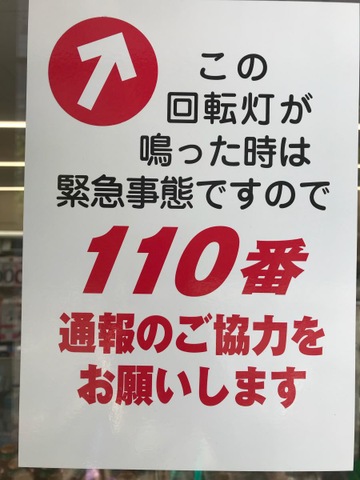 この
回転灯が
鳴った時は
緊急事態ですので
110番
通報のご協力を
お願いします